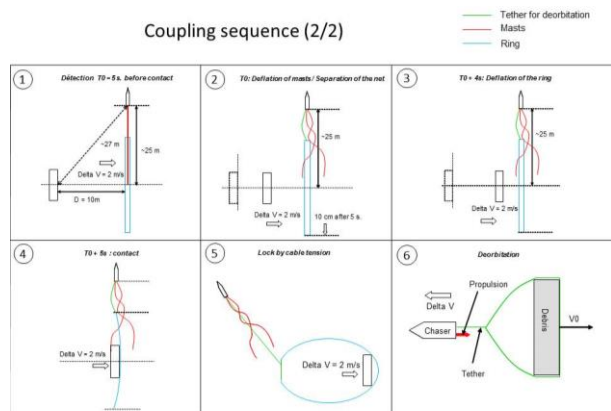 Coupling sequence (2/2)
Tether for deorbitation
Masts
Ring
1
Détection T0 – 5s. before contact
~27 m
~25 m
Delta V = 2 m/s
D = 10m
2
T0: Deflation of masts / Separation of the net
~25 m
Delta V = 2 m/s
10 cm after 5 s.
3
T0 + 4s: Deflation of the ring
~25 m
Delta V = 2 m/s
4
T0 + 5s : contact
Delta V = 2 m/s
5
Lock by cable tension
Delta V = 2 m/s
6
Deorbitation
Propulsion
Delta V
Chaser
Tether
Debris
V0